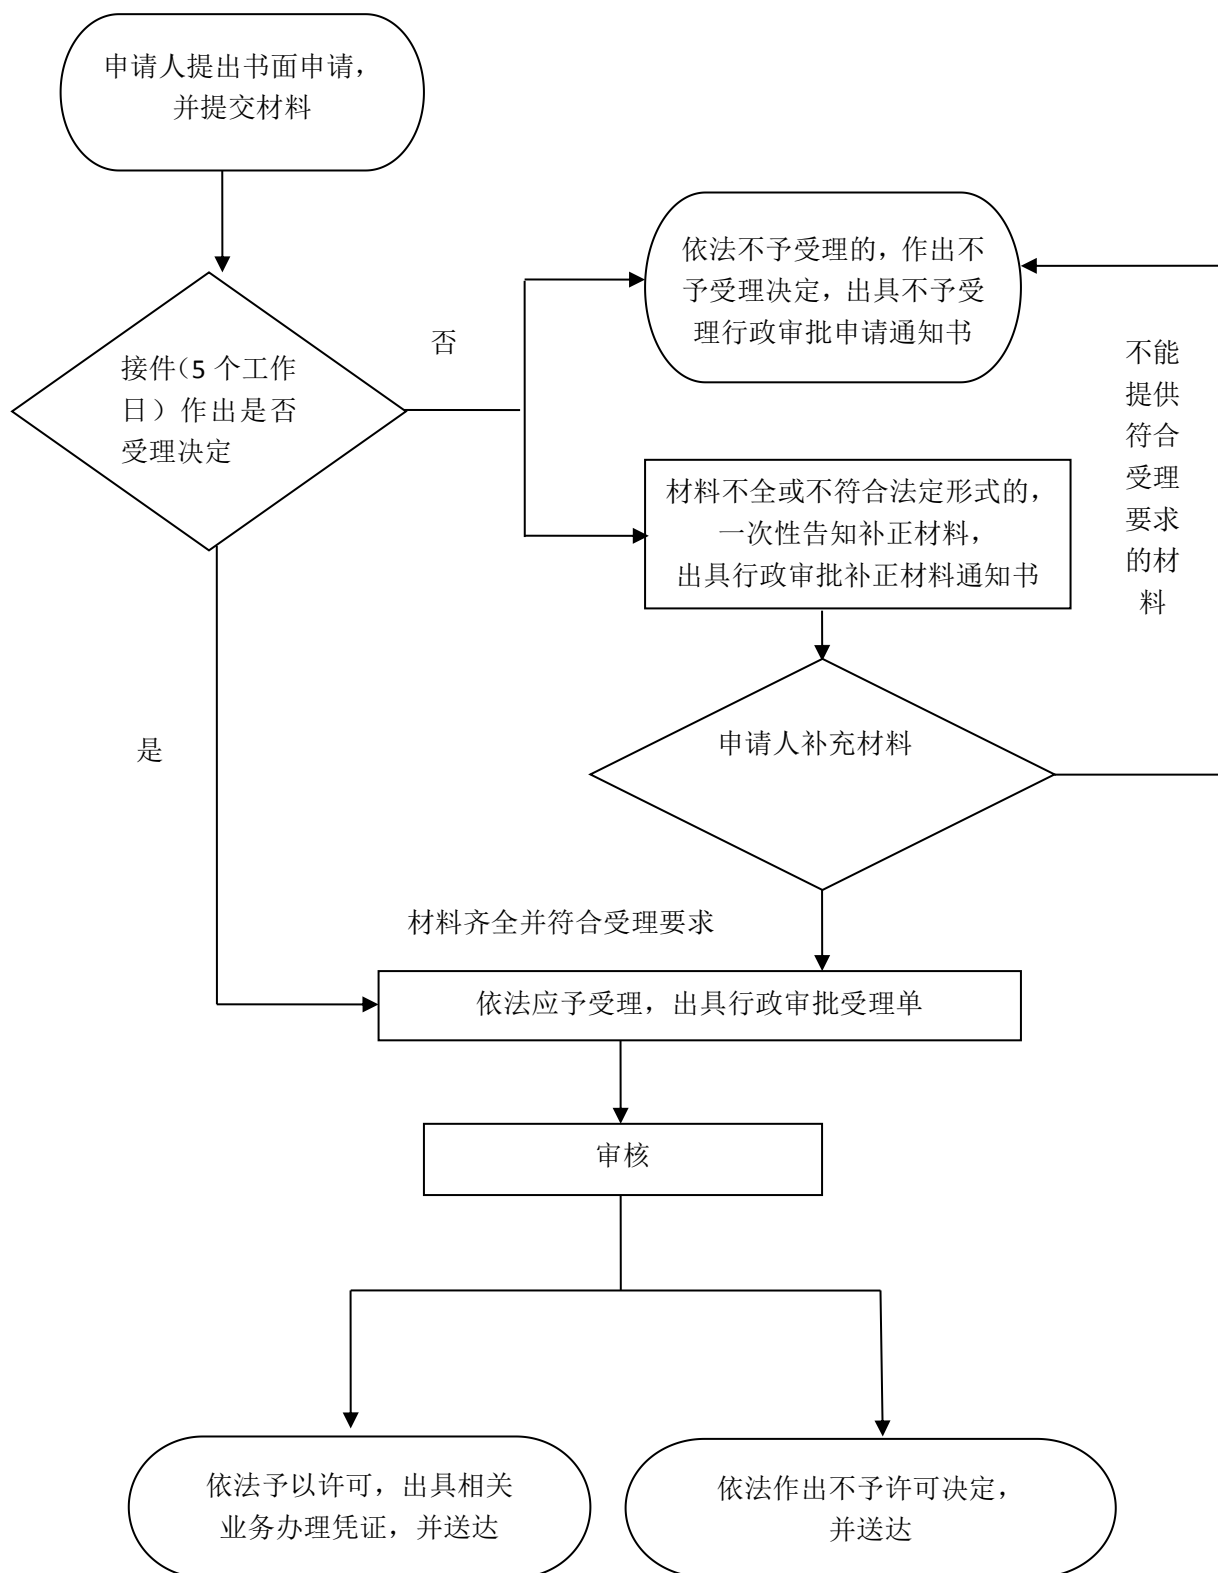 申请人提出书面申请，
并提交材料
依法不予受理的，作出不
予受理决定，出具不予受
理行政审批申请通知书
否
接件（5 个工作
日）作出是否
受理决定
不能
提供
符合
受理
要求
的材
料
材料不全或不符合法定形式的，
一次性告知补正材料，
出具行政审批补正材料通知书
是
申请人补充材料
材料齐全并符合受理要求
依法应予受理，出具行政审批受理单
审核
依法予以许可，出具相关
业务办理凭证，并送达
依法作出不予许可决定，
并送达